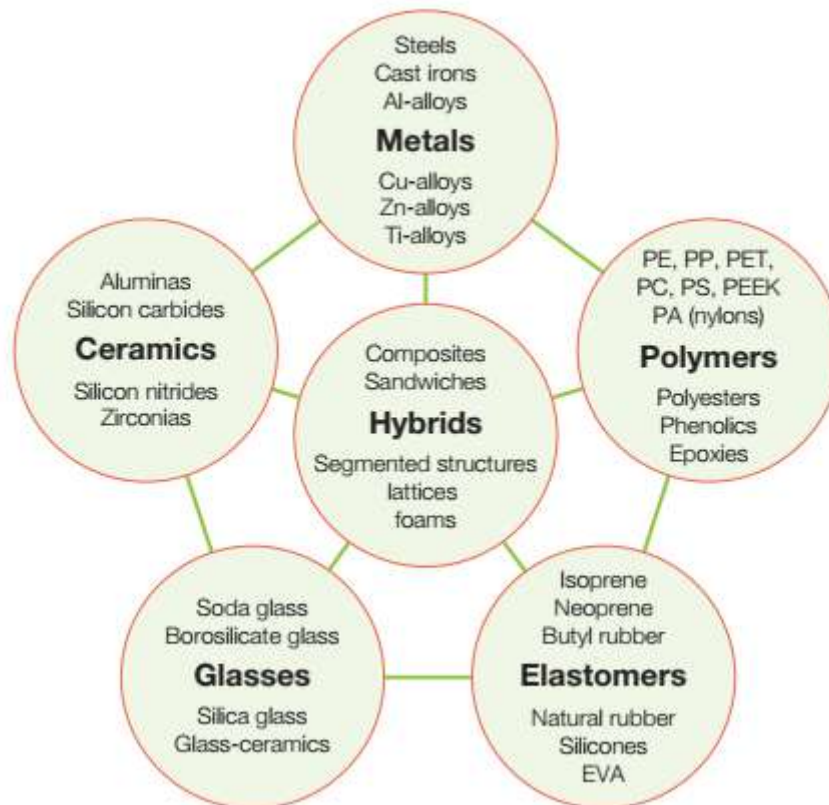 Steels
Cast irons
Al-alloys
Metals
Cu-alloys
Zn-alloys
Ti-alloys
Aluminas
Silicon carbides
Ceramics
Silicon nitrides
Zirconias
Composites
Sandwiches
Hybrids
Segmented structures
lattices
foams
PE, PP, PET,
PC, PS, PEEK
PA (nylons)
Polymers
Polyesters
Phenolics
Epoxies
Soda glass
Borosilicate glass
Glasses
Silica glass
Glass-ceramics
Isoprene
Neoprene
Butyl rubber
Elastomers
Natural rubber
Silicones
EVA